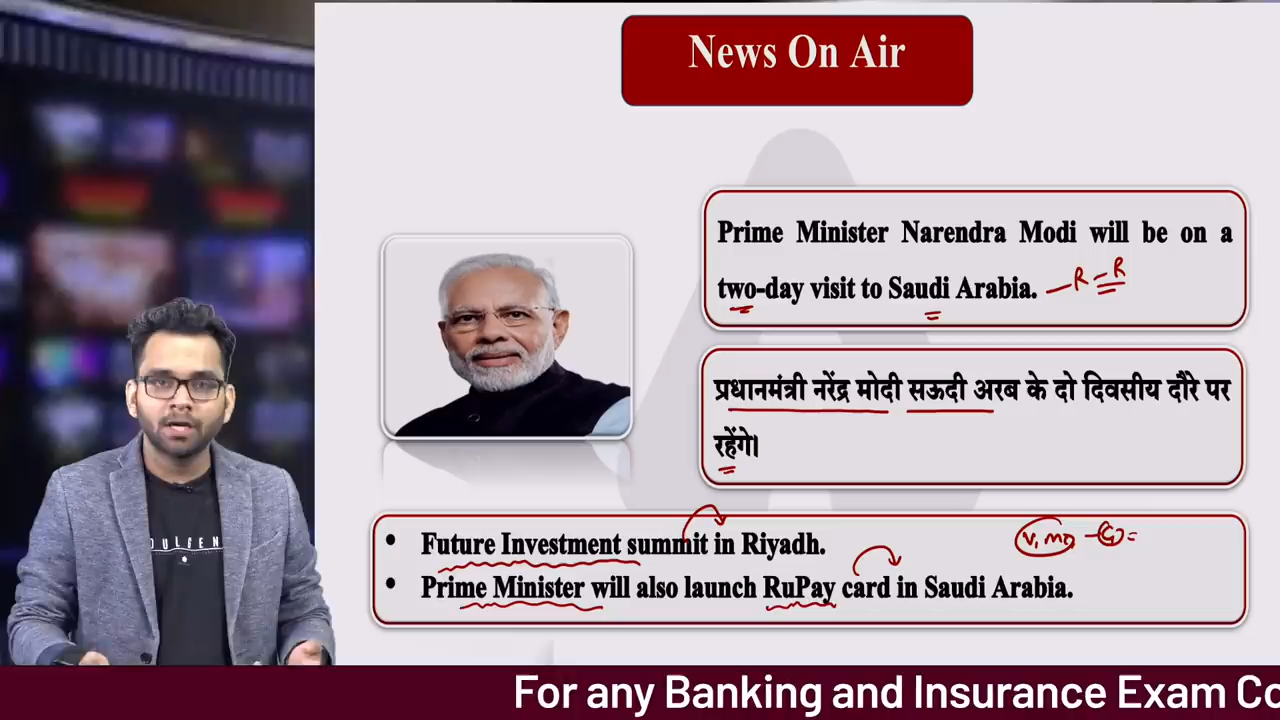 News On Air
Prime Minister Narendra Modi will be on a
two-day visit to Saudi Arabia. – R – R
प्रधानमंत्री नरेंद्र मोदी सऊदी अरब के दो दिवसीय दौरे पर
रहेंगे।
• Future Investment summit in Riyadh.
• Prime Minister will also launch RuPay card in Saudi Arabia.
For any Banking and Insurance Exam Co